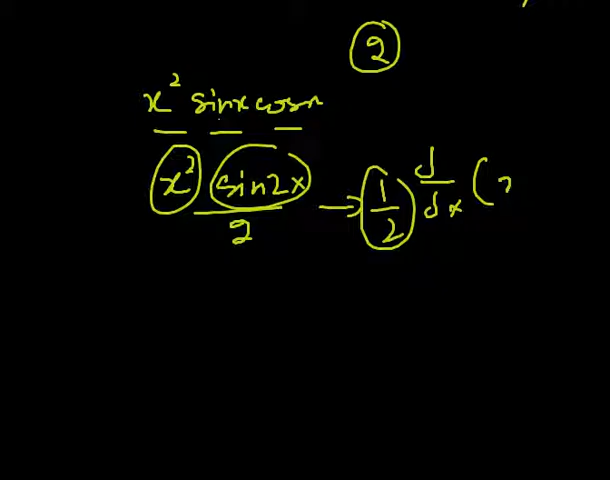 2
x² sinx cosx
x² sin2x / 2 → 1/2 d/dx (